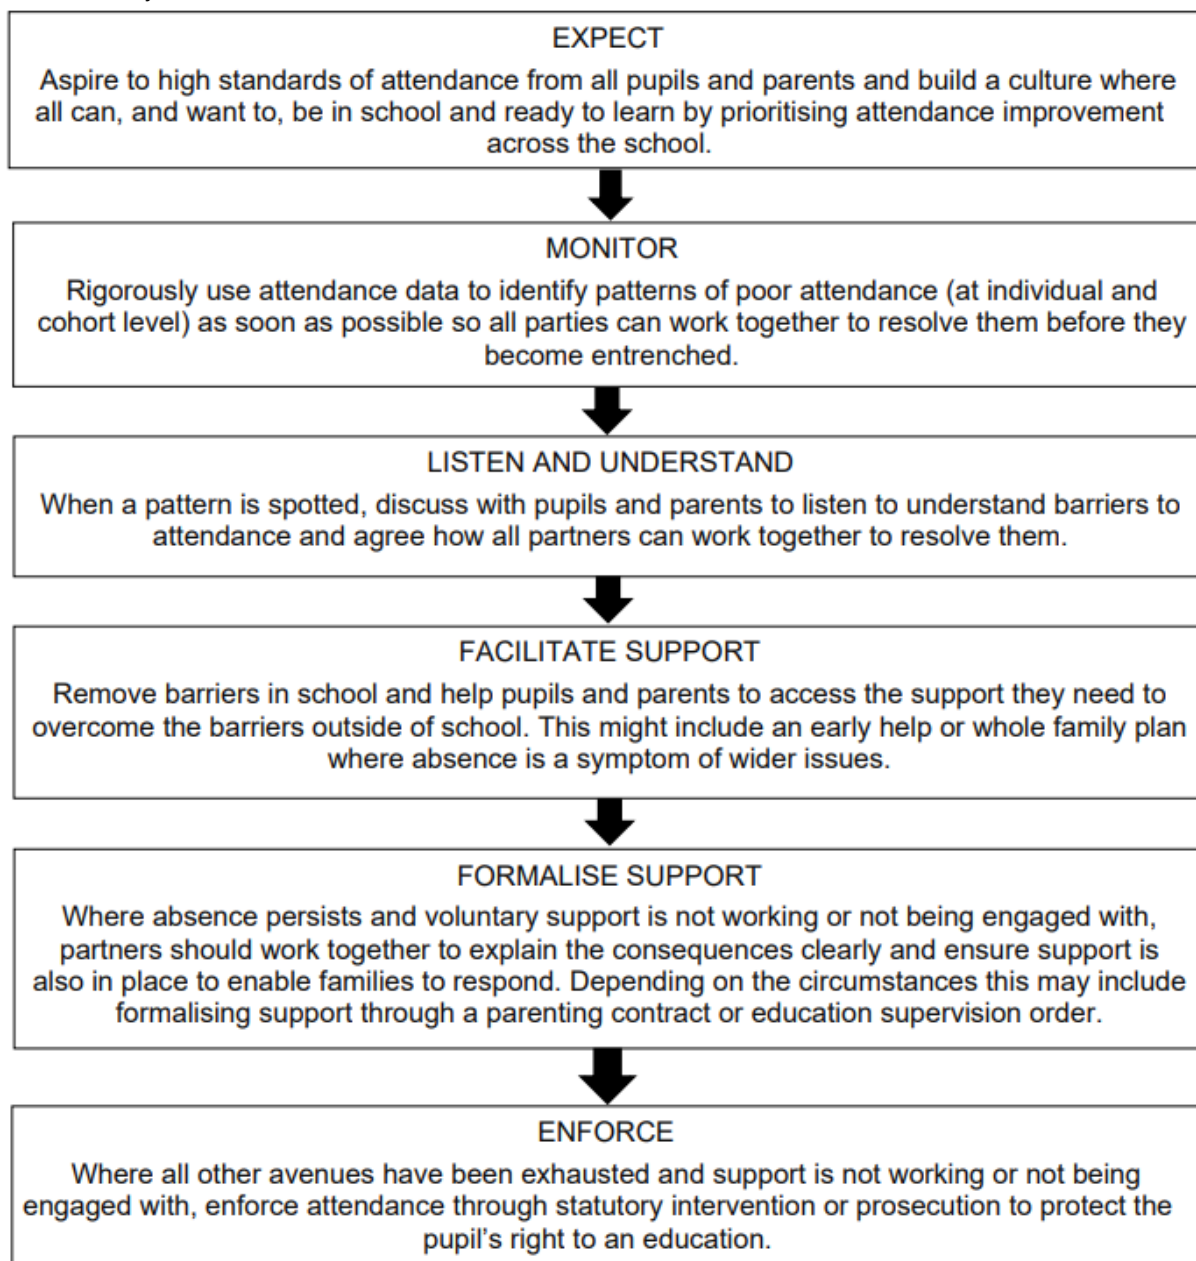 EXPECT
Aspire to high standards of attendance from all pupils and parents and build a culture where
all can, and want to, be in school and ready to learn by prioritising attendance improvement
across the school.
MONITOR
Rigorously use attendance data to identify patterns of poor attendance (at individual and
cohort level) as soon as possible so all parties can work together to resolve them before they
become entrenched.
LISTEN AND UNDERSTAND
When a pattern is spotted, discuss with pupils and parents to listen to understand barriers to
attendance and agree how all partners can work together to resolve them.
FACILITATE SUPPORT
Remove barriers in school and help pupils and parents to access the support they need to
overcome the barriers outside of school. This might include an early help or whole family plan
where absence is a symptom of wider issues.
FORMALISE SUPPORT
Where absence persists and voluntary support is not working or not being engaged with,
partners should work together to explain the consequences clearly and ensure support is
also in place to enable families to respond. Depending on the circumstances this may include
formalising support through a parenting contract or education supervision order.
ENFORCE
Where all other avenues have been exhausted and support is not working or not being
engaged with, enforce attendance through statutory intervention or prosecution to protect the
pupil's right to an education.